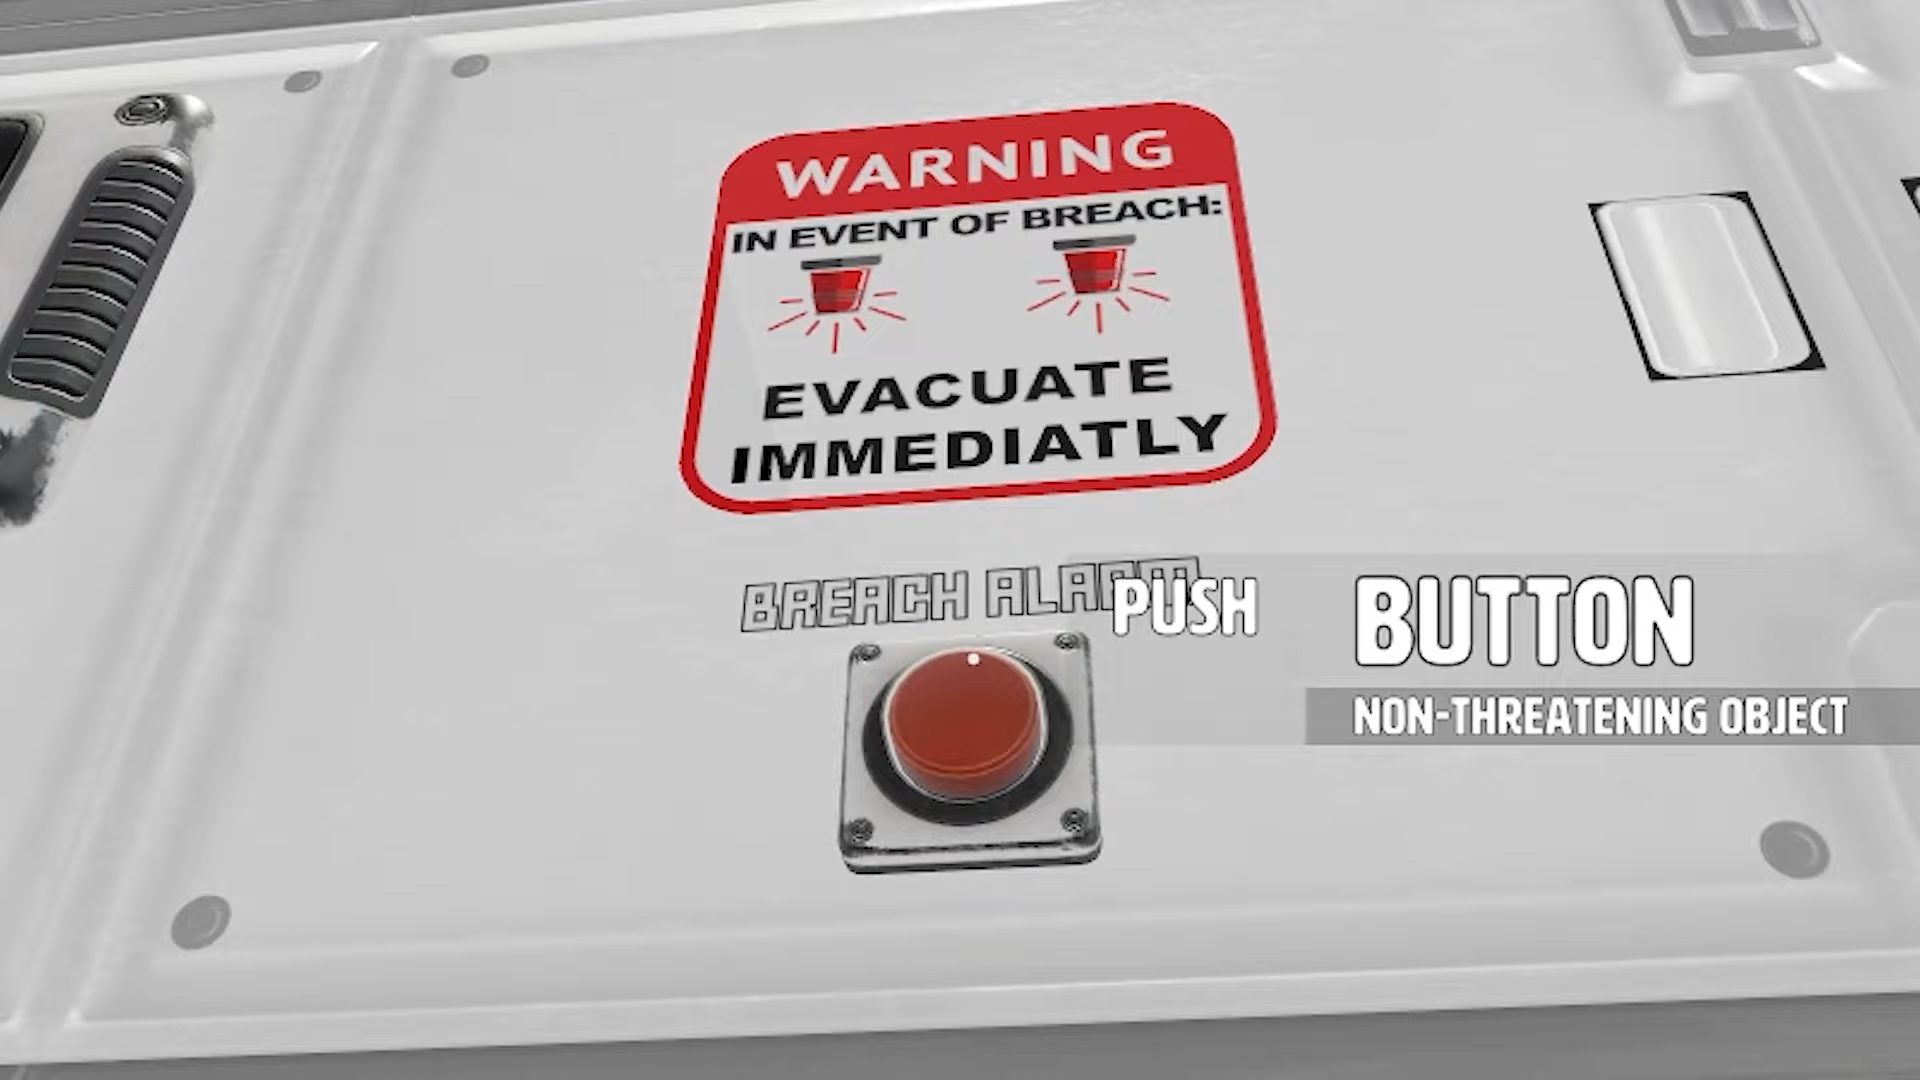 WARNING
IN EVENT OF BREACH:
EVACUATE
IMMEDIATLY
BREACH ALARM
PUSH
BUTTON
NON-THREATENING OBJECT